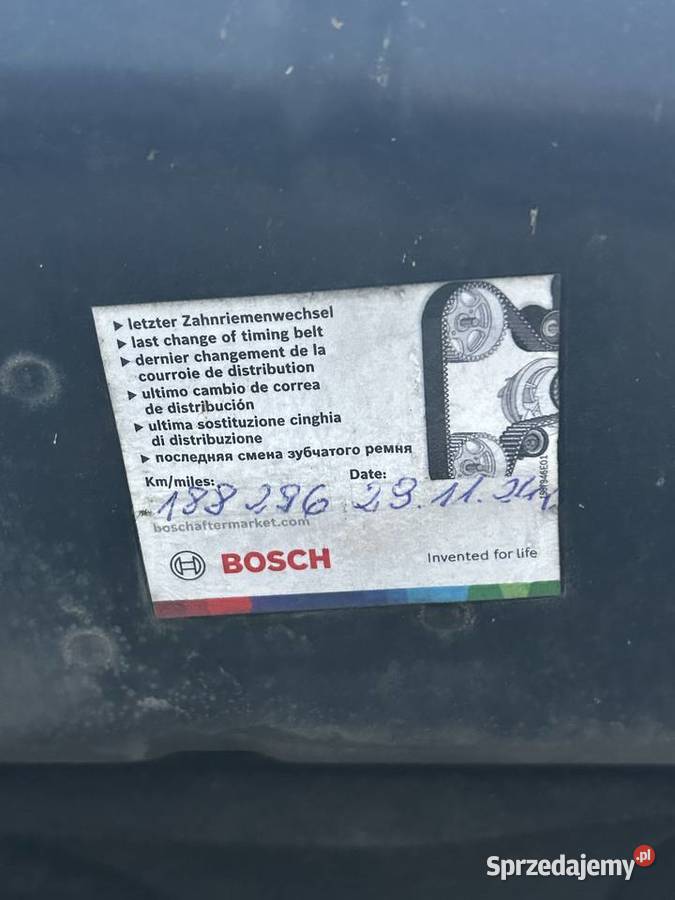 ▸ letzter Zahnriemenwechsel
▸ last change of timing belt
▸ dernier changement de la
courroie de distribution
▸ ultimo cambio de correa
de distribución
▸ ultima sostituzione cinghia
di distribuzione
▸ последняя смена зубчатого ремня
Km/miles: Date:
188 286 29.11.24
boschaftermarket.com
BOSCH Invented for life
Sprzedajemy.pl